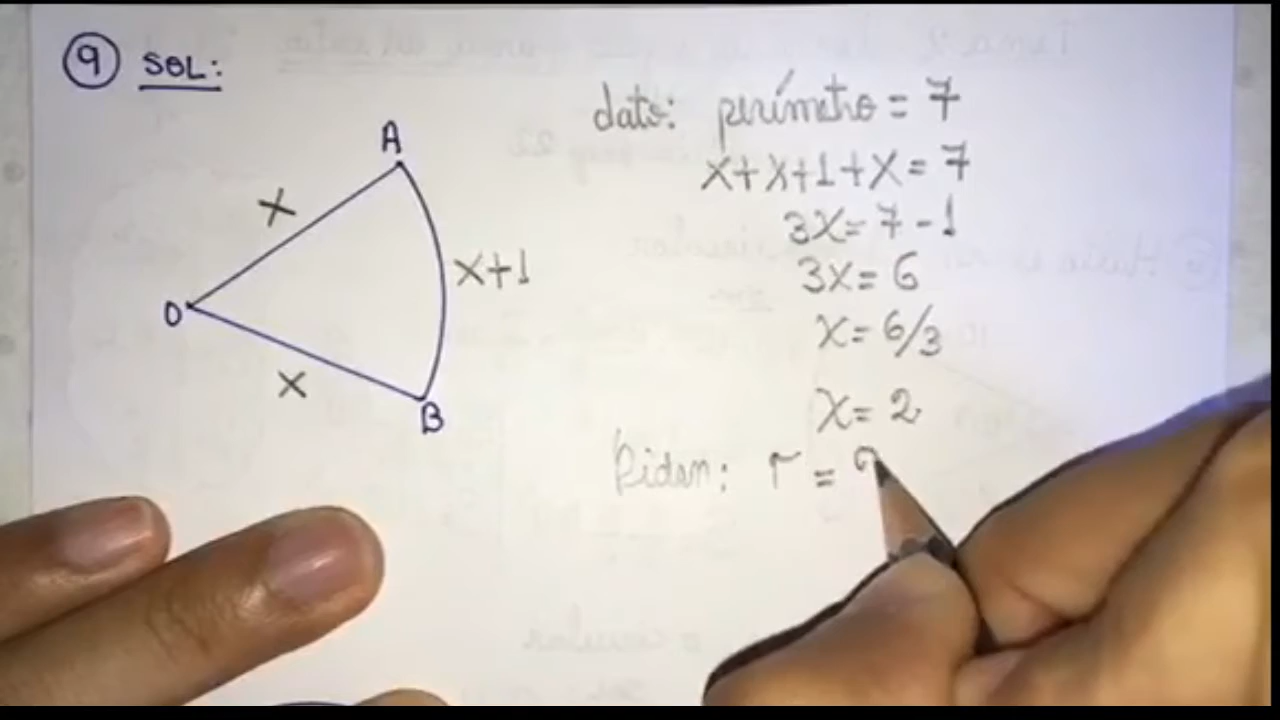 9 SOL:
A
x
x+1
O
x
B
dato: perímetro = 7
x+x+1+x=7
3x=7-1
3x=6
x=6/3
x=2
Piden: r =